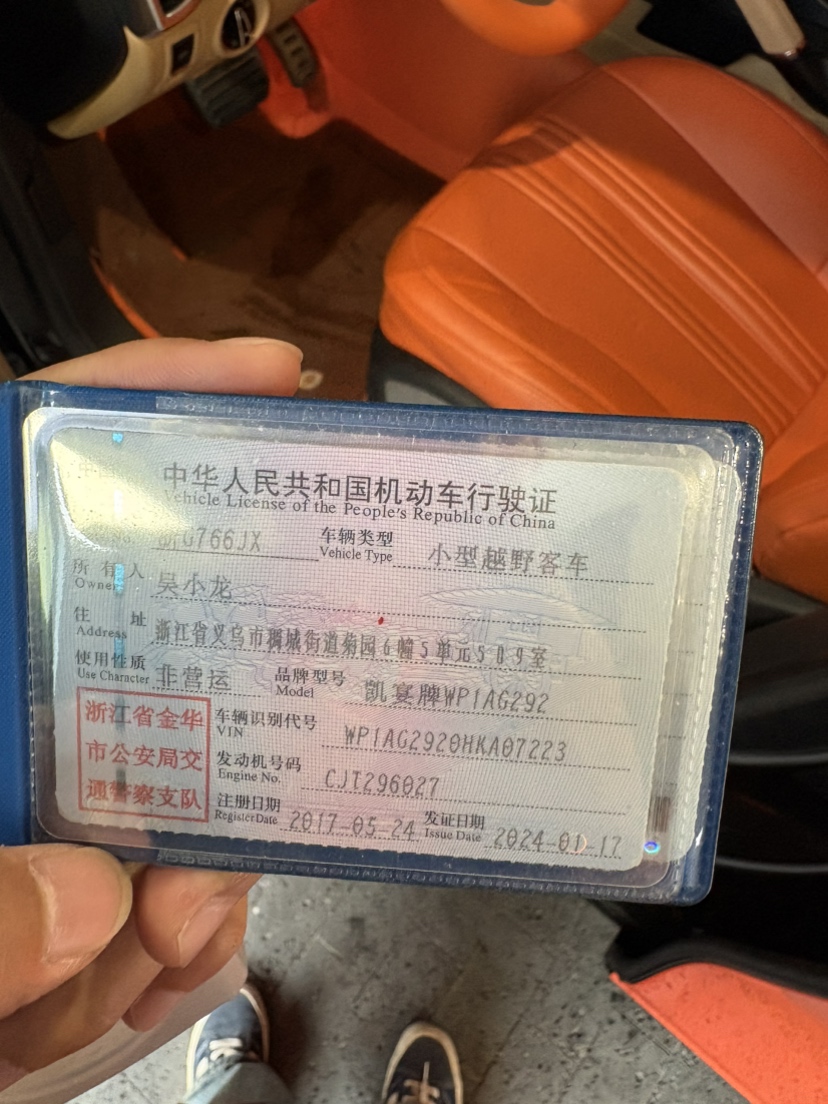 中华人民共和国机动车行驶证
Vehicle License of the People's Republic of China
766JX 车辆类型 Vehicle Type 小型越野客车
所有人 Owner 吴小龙
住址 Address 浙江省义乌市稠城街道菊园6幢5单元509室
使用性质 Use Character 非营运 品牌型号 Model 凯宴牌WP1AG292
浙江省金华市公安局交通警察支队
车辆识别代号 VIN WP1AG2920HKA07223
发动机号码 Engine No. CJT296027
注册日期 Register Date 2017-05-24 发证日期 Issue Date 2024-01-17